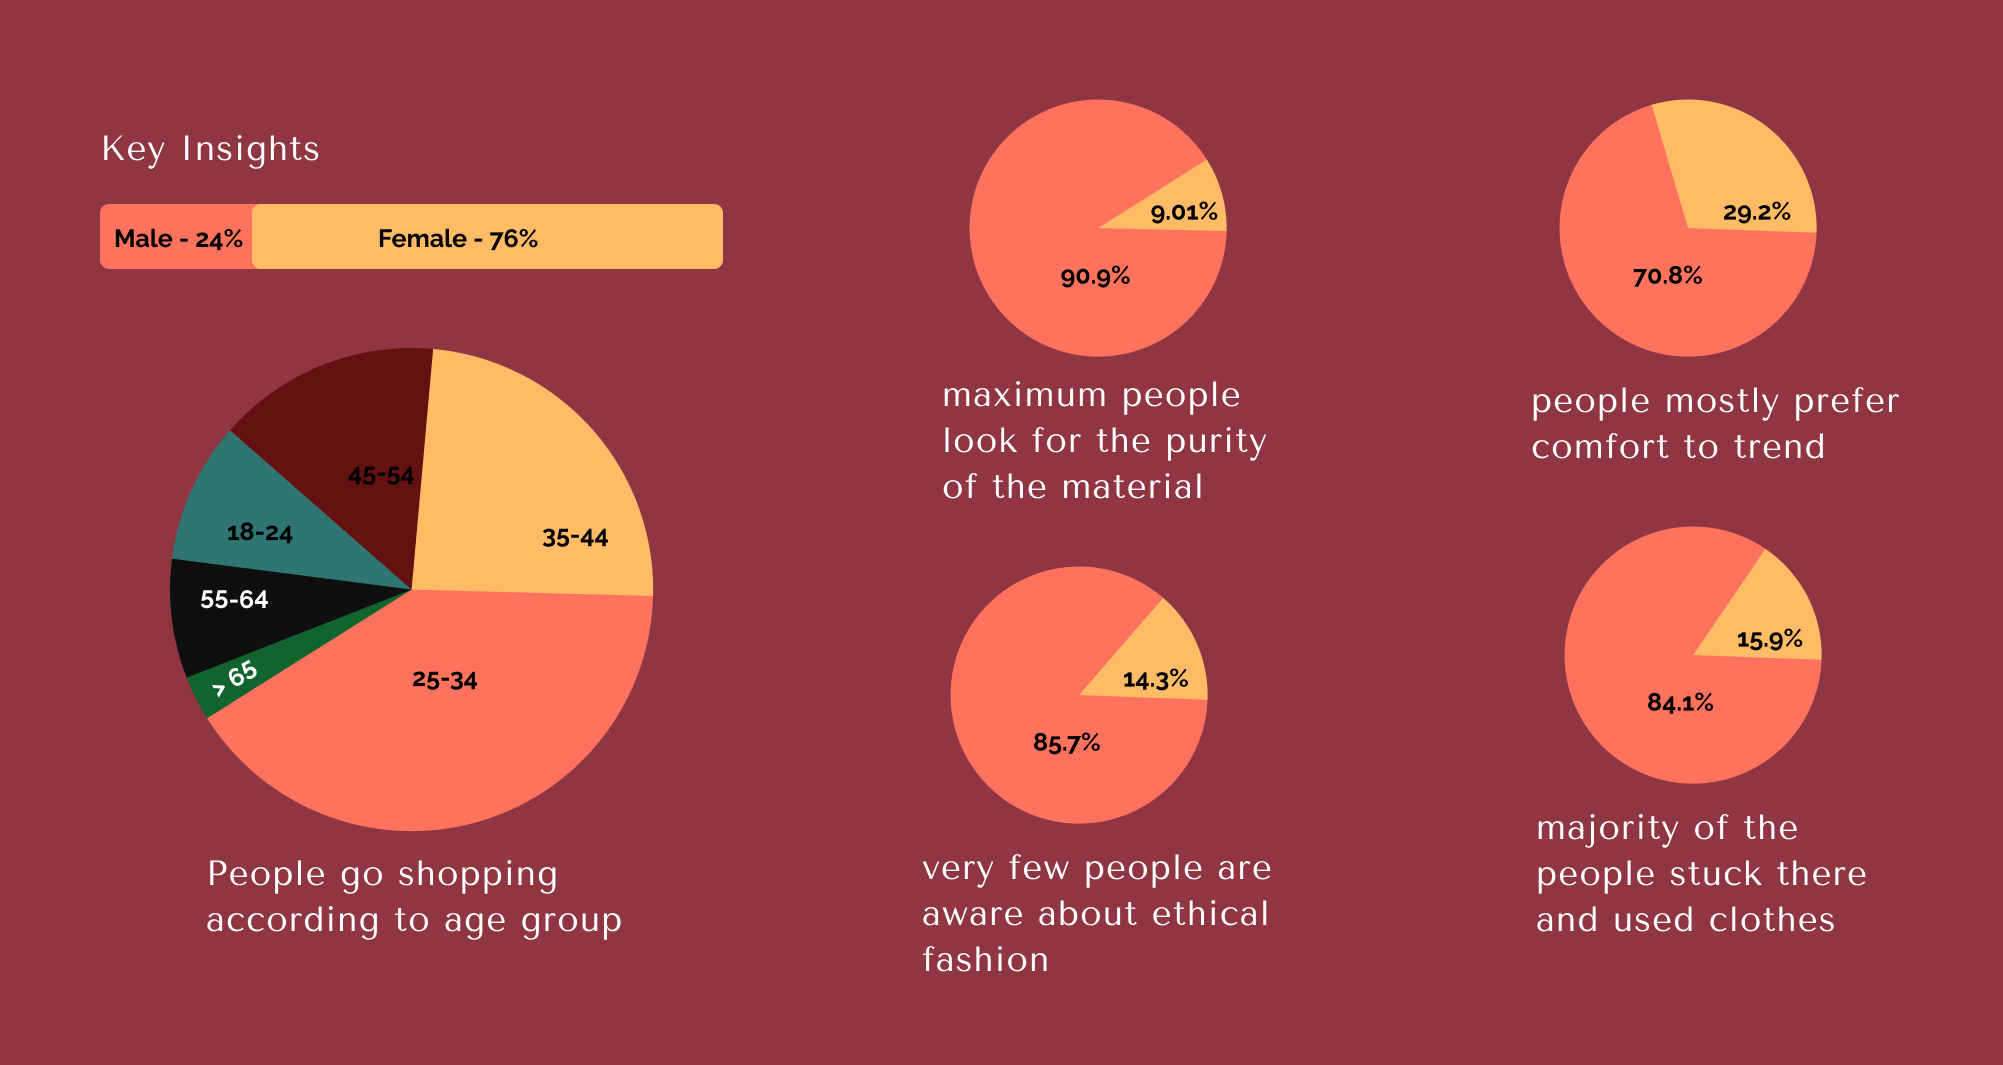 Key Insights
Male - 24%
Female - 76%
45-54
35-44
18-24
55-64
> 65
25-34
People go shopping
according to age group
9.01%
90.9%
maximum people
look for the purity
of the material
29.2%
70.8%
people mostly prefer
comfort to trend
14.3%
85.7%
very few people are
aware about ethical
fashion
15.9%
84.1%
majority of the
people stuck there
and used clothes